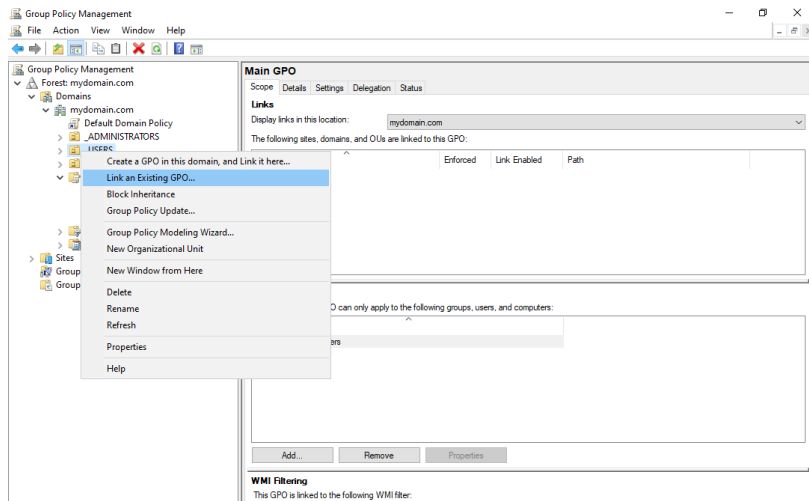 Group Policy Management
File Action View Window Help
Group Policy Management
Forest: mydomain.com
Domains
mydomain.com
Default Domain Policy
_ADMINISTRATORS
_USERS
Sites
Group
Group
Create a GPO in this domain, and Link it here...
Link an Existing GPO...
Block Inheritance
Group Policy Update...
Group Policy Modeling Wizard...
New Organizational Unit
New Window from Here
Delete
Rename
Refresh
Properties
Help
Main GPO
Scope Details Settings Delegation Status
Links
Display links in this location: mydomain.com
The following sites, domains, and OUs are linked to this GPO:
Enforced Link Enabled Path
O can only apply to the following groups, users, and computers:
ers
Add... Remove Properties
WMI Filtering
This GPO is linked to the following WMI filter: